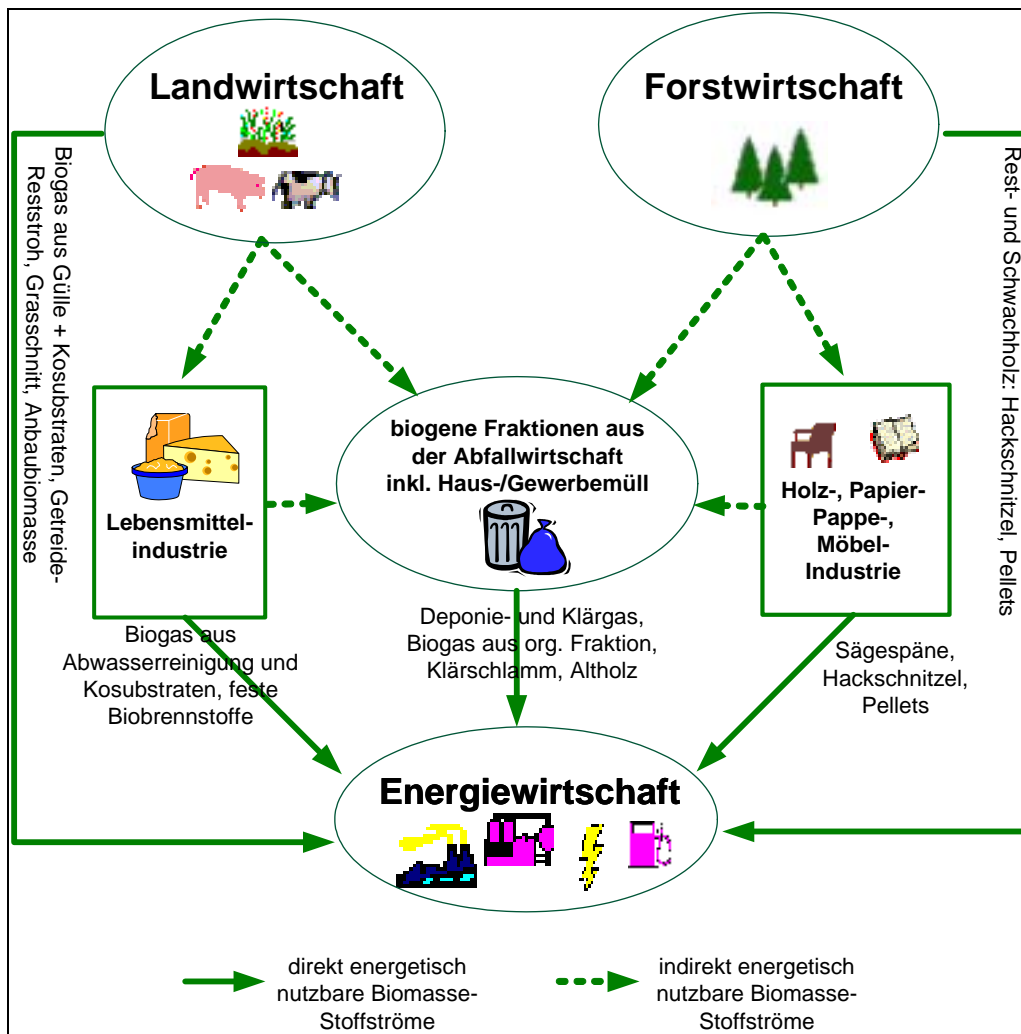 Landwirtschaft
Forstwirtschaft
Biogas aus Gülle + Kosubstraten, Getreide-
Reststroh, Grasschnitt, Anbaubiomasse
Rest- und Schwachholz: Hackschnitzel, Pellets
Lebensmittel-
industrie
biogene Fraktionen aus
der Abfallwirtschaft
inkl. Haus-/Gewerbemüll
Holz-, Papier-
Pappe-,
Möbel-
Industrie
Biogas aus
Abwasserreinigung und
Kosubstraten, feste
Biobrennstoffe
Deponie- und Klärgas,
Biogas aus org. Fraktion,
Klärschlamm, Altholz
Sägespäne,
Hackschnitzel,
Pellets
Energiewirtschaft
direkt energetisch
nutzbare Biomasse-
Stoffströme
indirekt energetisch
nutzbare Biomasse-
Stoffströme